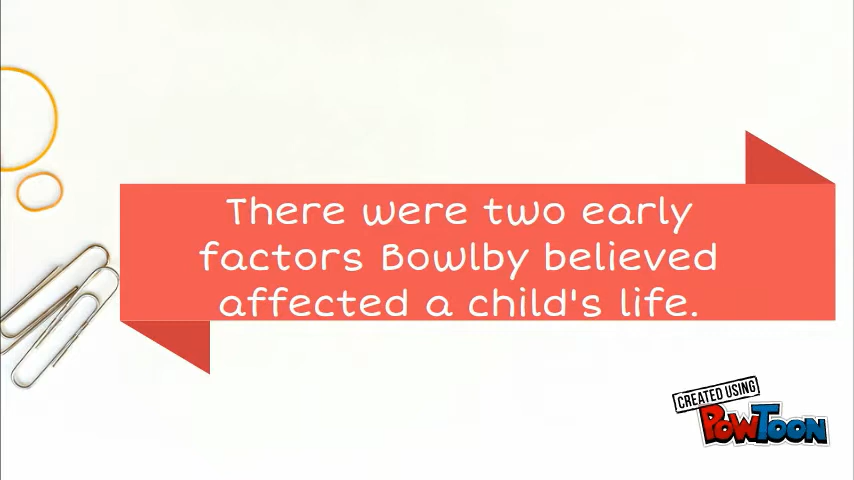 There were two early
factors Bowlby believed
affected a child's life.
CREATED USING
POWTOON